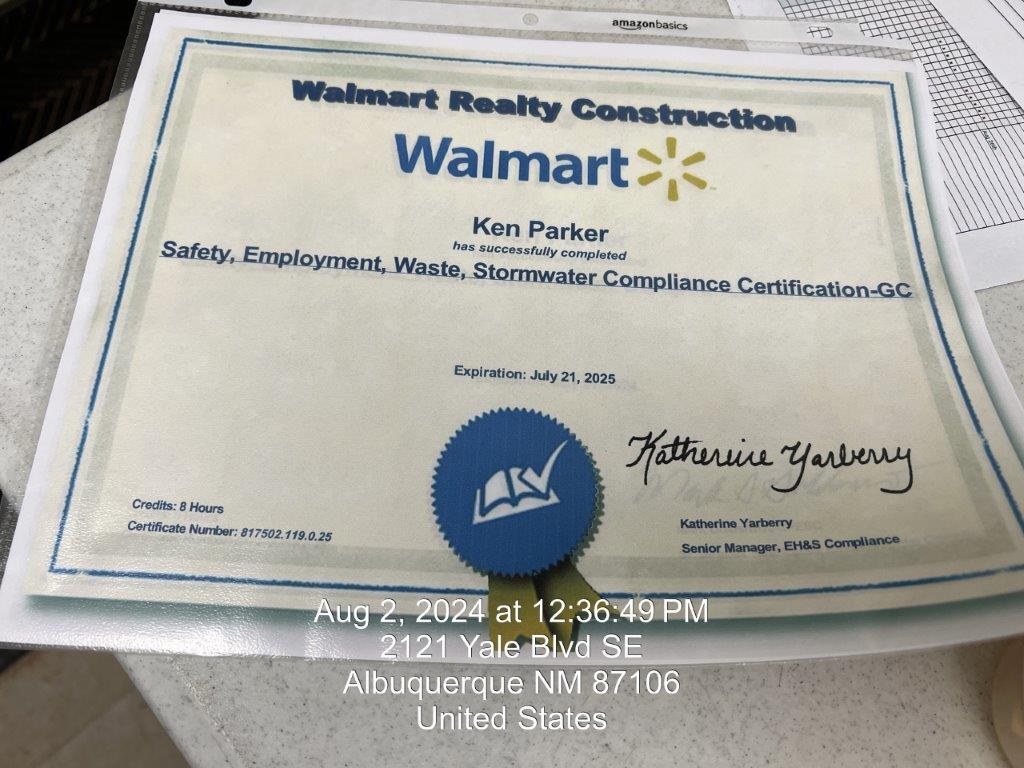 amazonbasics
Walmart Realty Construction
Walmart
Ken Parker
has successfully completed
Safety, Employment, Waste, Stormwater Compliance Certification-GC
Expiration: July 21, 2025
Katherine Yarberry
Credits: 8 Hours
Certificate Number: 817502.119.0.25
Katherine Yarberry
Senior Manager, EH&S Compliance
Aug 2, 2024 at 12:36:49 PM
2121 Yale Blvd SE
Albuquerque NM 87106
United States